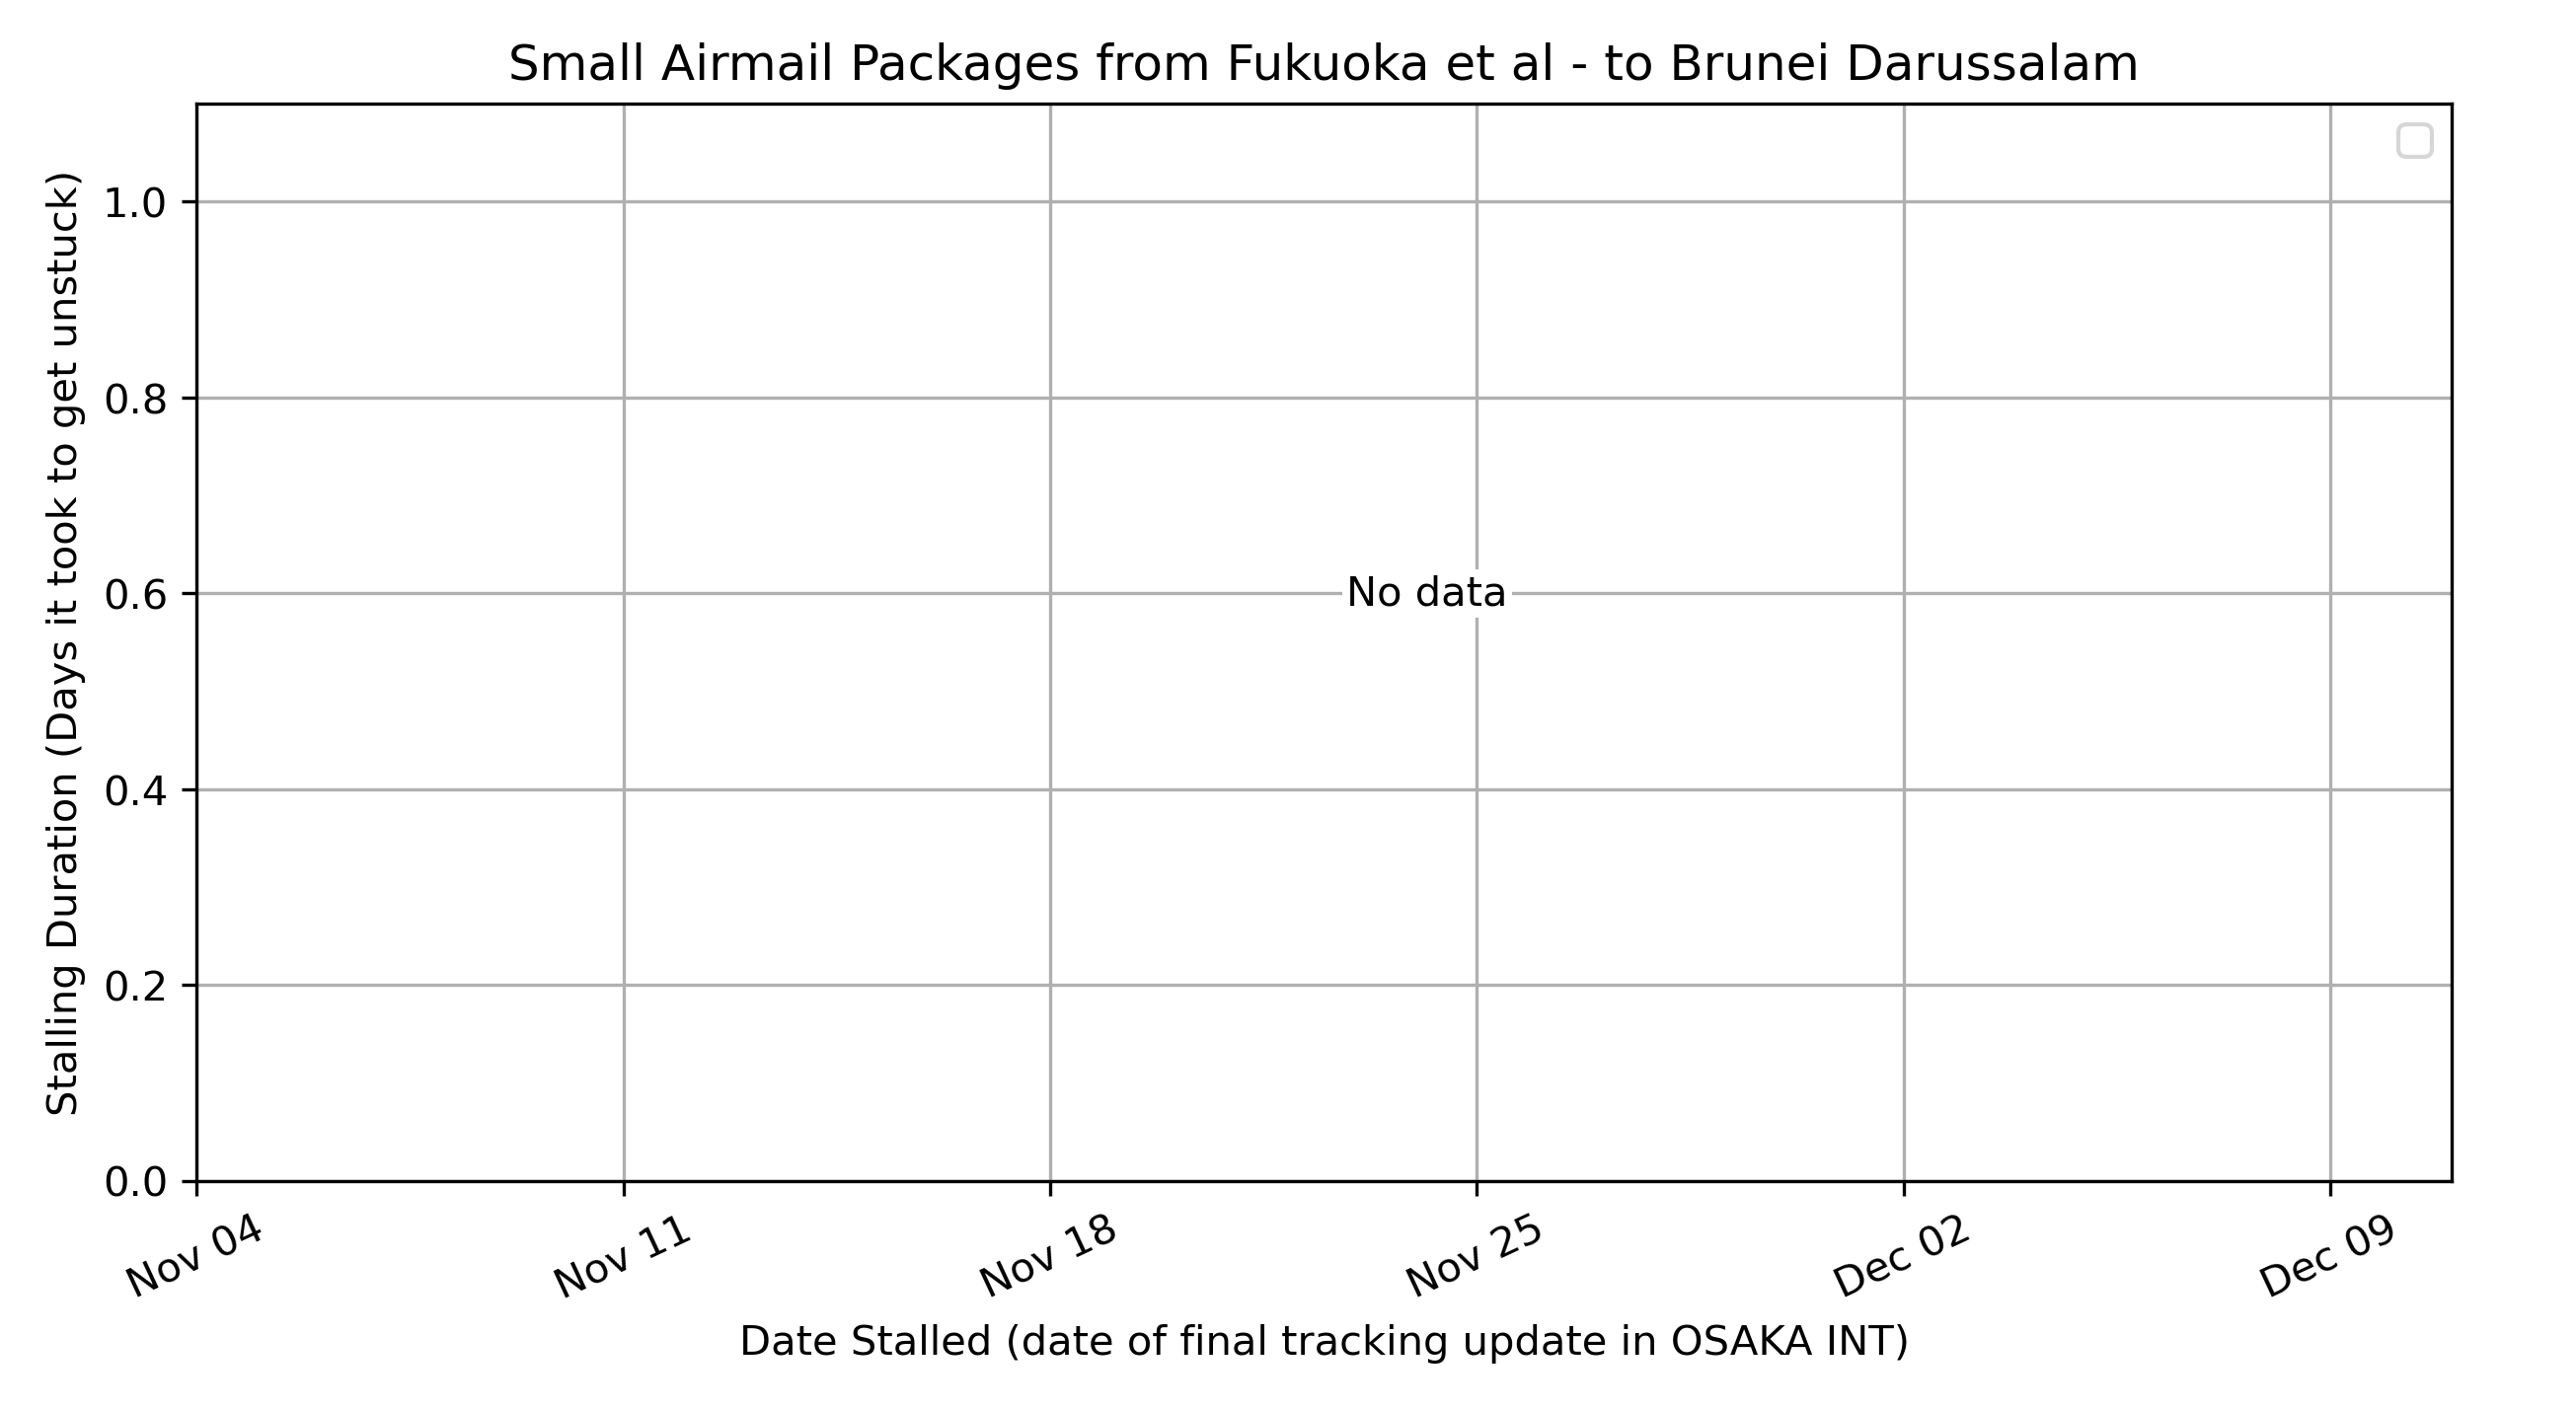 Small Airmail Packages from Fukuoka et al - to Brunei Darussalam
Stalling Duration (Days it took to get unstuck)
1.0
0.8
0.6
0.4
0.2
0.0
No data
Nov 04
Nov 11
Nov 18
Nov 25
Dec 02
Dec 09
Date Stalled (date of final tracking update in OSAKA INT)